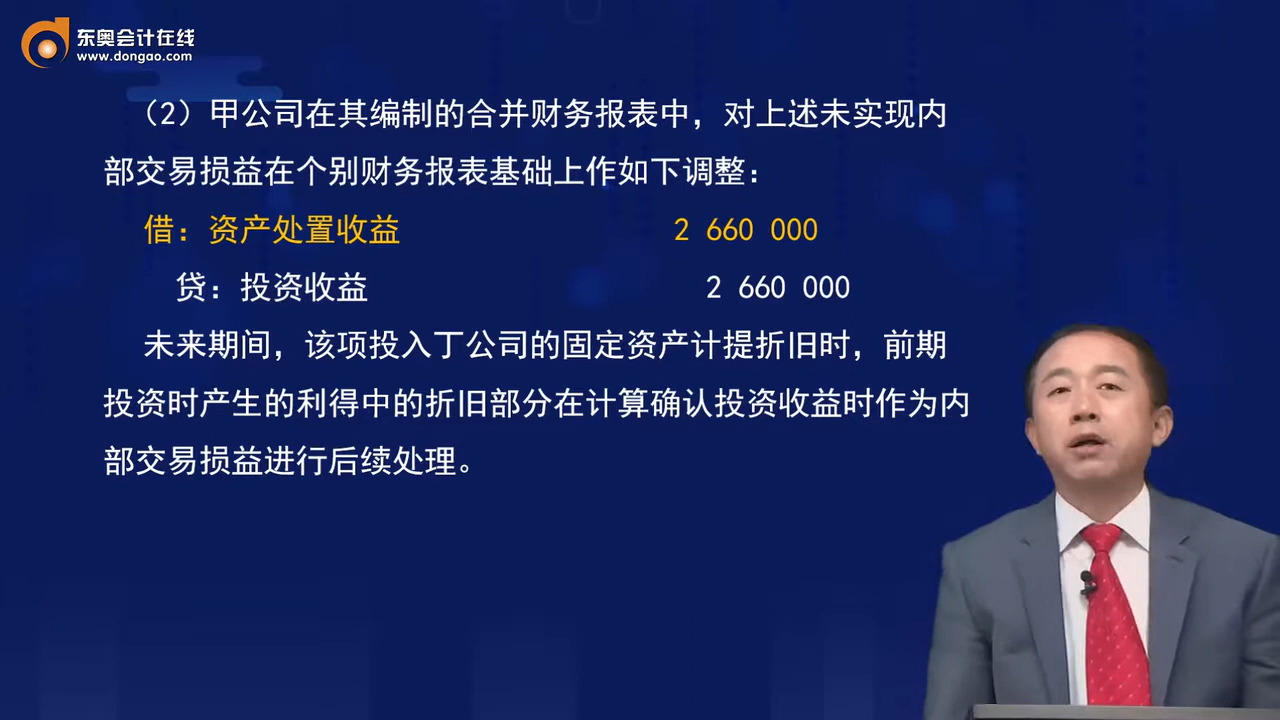 东奥会计在线
www.dongao.com
（2）甲公司在其编制的合并财务报表中，对上述未实现内
部交易损益在个别财务报表基础上作如下调整：
借：资产处置收益 2 660 000
贷：投资收益 2 660 000
未来期间，该项投入丁公司的固定资产计提折旧时，前期
投资时产生的利得中的折旧部分在计算确认投资收益时作为内
部交易损益进行后续处理。